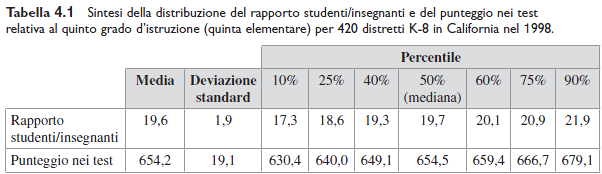 Tabella 4.1 Sintesi della distribuzione del rapporto studenti/insegnanti e del punteggio nei test
relativa al quinto grado d'istruzione (quinta elementare) per 420 distretti K-8 in California nel 1998.
Percentile
Media Deviazione standard 10% 25% 40% 50% (mediana) 60% 75% 90%
Rapporto studenti/insegnanti 19,6 1,9 17,3 18,6 19,3 19,7 20,1 20,9 21,9
Punteggio nei test 654,2 19,1 630,4 640,0 649,1 654,5 659,4 666,7 679,1